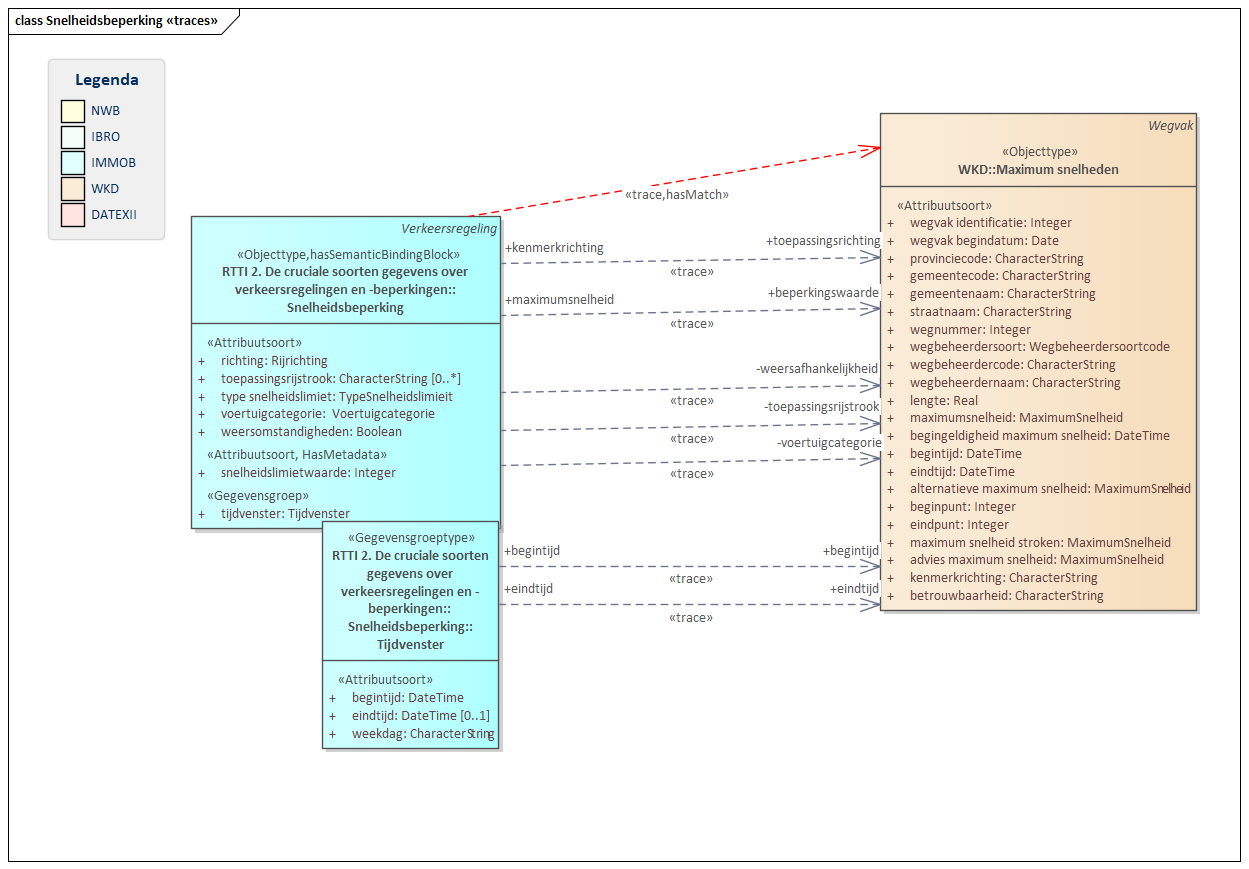 class Snelheidsbeperking «traces»
Legenda
NWB
IBRO
IMMOB
WKD
DATEXII
Verkeersregeling
«Objecttype,hasSemanticBindingBlock»
RTTI 2. De cruciale soorten gegevens over
verkeersregelingen en -beperkingen::
Snelheidsbeperking
«Attribuutsoort»
+ richting: Rijrichting
+ toepassingsrijstrook: CharacterString [0..*]
+ type snelheidslimiet: TypeSnelheidslimieit
+ voertuigcategorie: Voertuigcategorie
+ weersomstandigheden: Boolean
«Attribuutsoort, HasMetadata»
+ snelheidslimietwaarde: Integer
«Gegevensgroep»
+ tijdvenster: Tijdvenster
«Gegevensgroeptype»
RTTI 2. De cruciale soorten
gegevens over
verkeersregelingen en -
beperkingen::
Snelheidsbeperking::
Tijdvenster
«Attribuutsoort»
+ begintijd: DateTime
+ eindtijd: DateTime [0..1]
+ weekdag: CharacterString
«trace,hasMatch»
+kenmerkrichting
+toepassingsrichting
«trace»
+maximumsnelheid
+beperkingswaarde
«trace»
-weersafhankelijkheid
«trace»
-toepassingsrijstrook
«trace»
-voertuigcategorie
«trace»
+begintijd
+begintijd
«trace»
+eindtijd
+eindtijd
«trace»
Wegvak
«Objecttype»
WKD::Maximum snelheden
«Attribuutsoort»
+ wegvak identificatie: Integer
+ wegvak begindatum: Date
+ provinciecode: CharacterString
+ gemeentecode: CharacterString
+ gemeentenaam: CharacterString
+ straatnaam: CharacterString
+ wegnummer: Integer
+ wegbeheerdersoort: Wegbeheerdersoortcode
+ wegbeheerdercode: CharacterString
+ wegbeheerdernaam: CharacterString
+ lengte: Real
+ maximumsnelheid: MaximumSnelheid
+ begingeldigheid maximum snelheid: DateTime
+ begintijd: DateTime
+ eindtijd: DateTime
+ alternatieve maximum snelheid: MaximumSnelheid
+ beginpunt: Integer
+ eindpunt: Integer
+ maximum snelheid stroken: MaximumSnelheid
+ advies maximum snelheid: MaximumSnelheid
+ kenmerkrichting: CharacterString
+ betrouwbaarheid: CharacterString